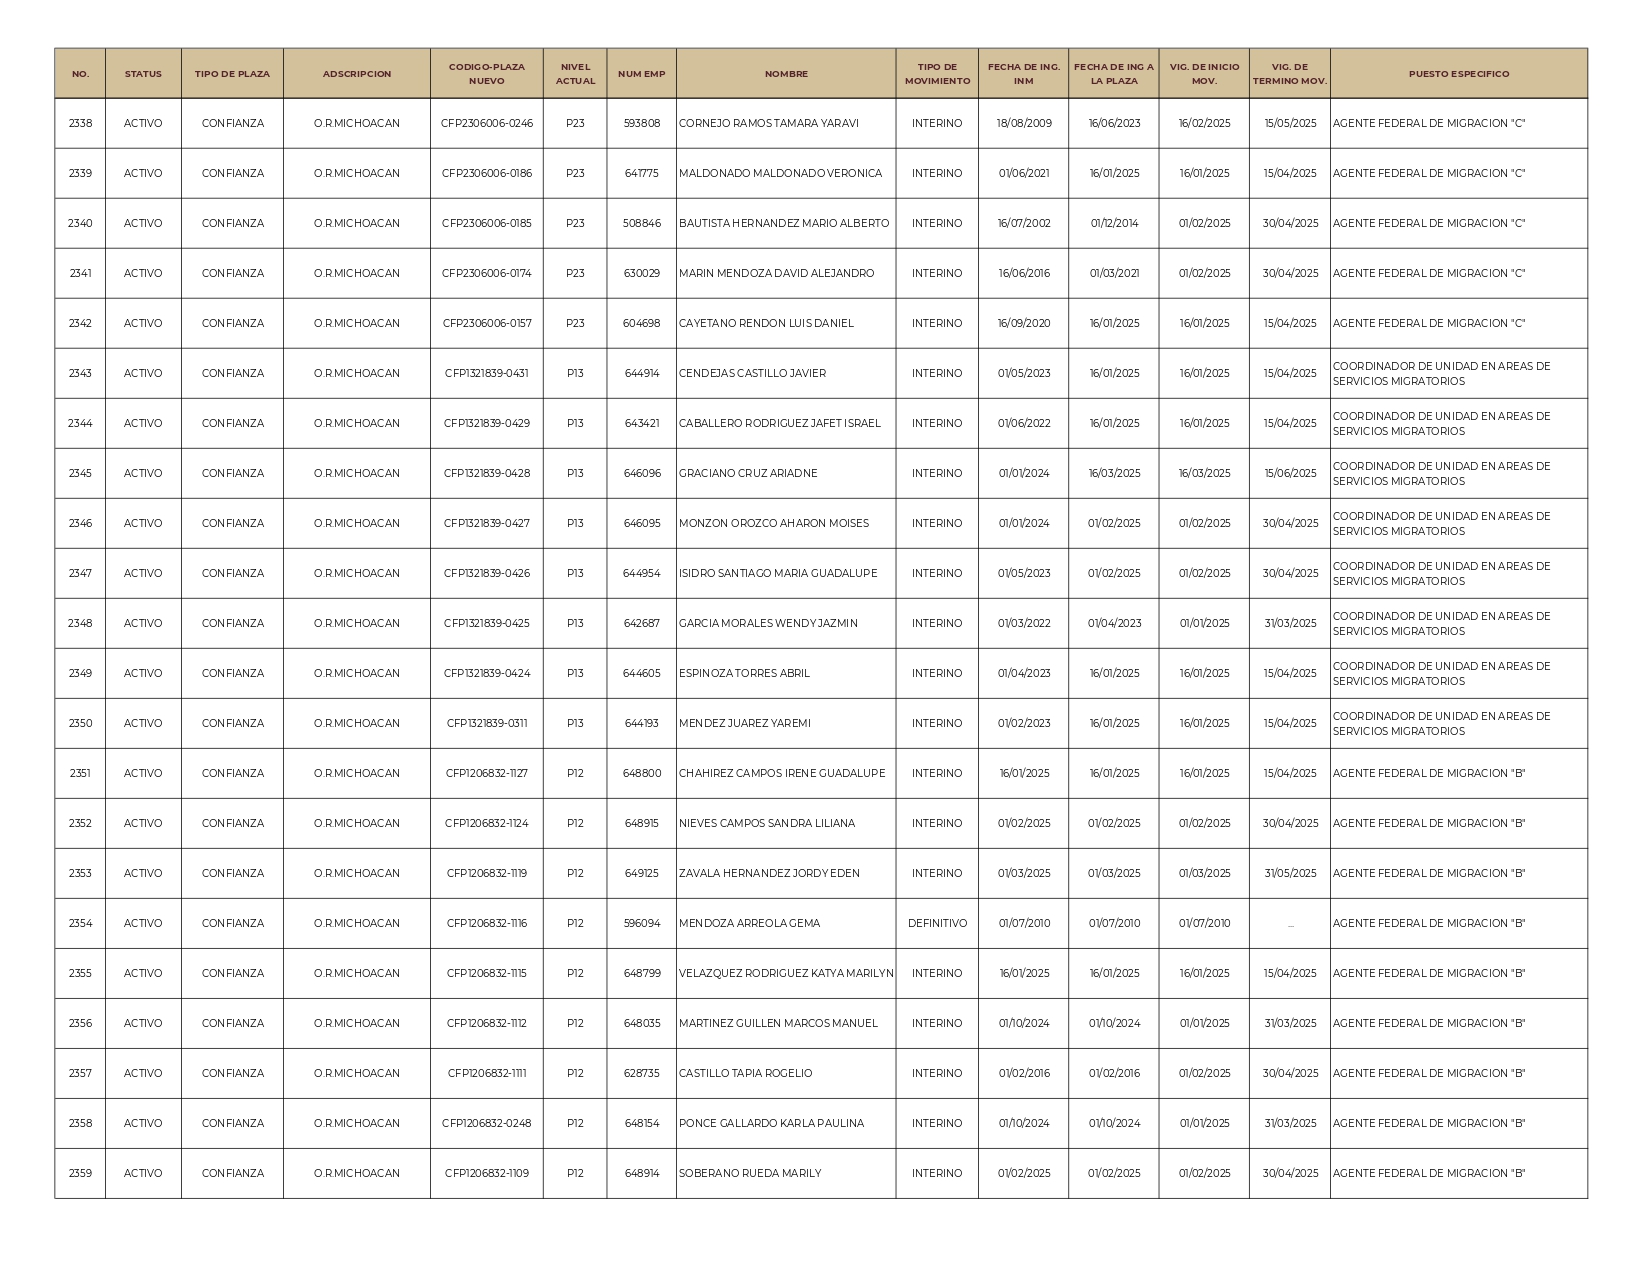 NO. STATUS TIPO DE PLAZA ADSCRIPCION CODIGO-PLAZA NUEVO NIVEL ACTUAL NUM EMP NOMBRE TIPO DE MOVIMIENTO FECHA DE ING. INM FECHA DE ING A LA PLAZA VIG. DE INICIO MOV. VIG. DE TERMINO MOV. PUESTO ESPECIFICO
2338 ACTIVO CONFIANZA O.R.MICHOACAN CFP2306006-0246 P23 593808 CORNEJO RAMOS TAMARA YARAVI INTERINO 18/08/2009 16/06/2023 16/02/2025 15/05/2025 AGENTE FEDERAL DE MIGRACION "C"
2339 ACTIVO CONFIANZA O.R.MICHOACAN CFP2306006-0186 P23 641775 MALDONADO MALDONADO VERONICA INTERINO 01/06/2021 16/01/2025 16/01/2025 15/04/2025 AGENTE FEDERAL DE MIGRACION "C"
2340 ACTIVO CONFIANZA O.R.MICHOACAN CFP2306006-0185 P23 508846 BAUTISTA HERNANDEZ MARIO ALBERTO INTERINO 16/07/2002 01/12/2014 01/02/2025 30/04/2025 AGENTE FEDERAL DE MIGRACION "C"
2341 ACTIVO CONFIANZA O.R.MICHOACAN CFP2306006-0174 P23 630029 MARIN MENDOZA DAVID ALEJANDRO INTERINO 16/06/2016 01/03/2021 01/02/2025 30/04/2025 AGENTE FEDERAL DE MIGRACION "C"
2342 ACTIVO CONFIANZA O.R.MICHOACAN CFP2306006-0157 P23 604698 CAYETANO RENDON LUIS DANIEL INTERINO 16/09/2020 16/01/2025 16/01/2025 15/04/2025 AGENTE FEDERAL DE MIGRACION "C"
2343 ACTIVO CONFIANZA O.R.MICHOACAN CFP1321839-0431 P13 644914 CENDEJAS CASTILLO JAVIER INTERINO 01/05/2023 16/01/2025 16/01/2025 15/04/2025 COORDINADOR DE UNIDAD EN AREAS DE SERVICIOS MIGRATORIOS
2344 ACTIVO CONFIANZA O.R.MICHOACAN CFP1321839-0429 P13 643421 CABALLERO RODRIGUEZ JAFET ISRAEL INTERINO 01/06/2022 16/01/2025 16/01/2025 15/04/2025 COORDINADOR DE UNIDAD EN AREAS DE SERVICIOS MIGRATORIOS
2345 ACTIVO CONFIANZA O.R.MICHOACAN CFP1321839-0428 P13 646096 GRACIANO CRUZ ARIADNE INTERINO 01/01/2024 16/03/2025 16/03/2025 15/06/2025 COORDINADOR DE UNIDAD EN AREAS DE SERVICIOS MIGRATORIOS
2346 ACTIVO CONFIANZA O.R.MICHOACAN CFP1321839-0427 P13 646095 MONZON OROZCO AHARON MOISES INTERINO 01/01/2024 01/02/2025 01/02/2025 30/04/2025 COORDINADOR DE UNIDAD EN AREAS DE SERVICIOS MIGRATORIOS
2347 ACTIVO CONFIANZA O.R.MICHOACAN CFP1321839-0426 P13 644954 ISIDRO SANTIAGO MARIA GUADALUPE INTERINO 01/05/2023 01/02/2025 01/02/2025 30/04/2025 COORDINADOR DE UNIDAD EN AREAS DE SERVICIOS MIGRATORIOS
2348 ACTIVO CONFIANZA O.R.MICHOACAN CFP1321839-0425 P13 642687 GARCIA MORALES WENDY JAZMIN INTERINO 01/03/2022 01/04/2023 01/01/2025 31/03/2025 COORDINADOR DE UNIDAD EN AREAS DE SERVICIOS MIGRATORIOS
2349 ACTIVO CONFIANZA O.R.MICHOACAN CFP1321839-0424 P13 644605 ESPINOZA TORRES ABRIL INTERINO 01/04/2023 16/01/2025 16/01/2025 15/04/2025 COORDINADOR DE UNIDAD EN AREAS DE SERVICIOS MIGRATORIOS
2350 ACTIVO CONFIANZA O.R.MICHOACAN CFP1321839-0311 P13 644193 MENDEZ JUAREZ YAREMI INTERINO 01/02/2023 16/01/2025 16/01/2025 15/04/2025 COORDINADOR DE UNIDAD EN AREAS DE SERVICIOS MIGRATORIOS
2351 ACTIVO CONFIANZA O.R.MICHOACAN CFP1206832-1127 P12 648800 CHAHIREZ CAMPOS IRENE GUADALUPE INTERINO 16/01/2025 16/01/2025 16/01/2025 15/04/2025 AGENTE FEDERAL DE MIGRACION "B"
2352 ACTIVO CONFIANZA O.R.MICHOACAN CFP1206832-1124 P12 648915 NIEVES CAMPOS SANDRA LILIANA INTERINO 01/02/2025 01/02/2025 01/02/2025 30/04/2025 AGENTE FEDERAL DE MIGRACION "B"
2353 ACTIVO CONFIANZA O.R.MICHOACAN CFP1206832-1119 P12 649125 ZAVALA HERNANDEZ JORDY EDEN INTERINO 01/03/2025 01/03/2025 01/03/2025 31/05/2025 AGENTE FEDERAL DE MIGRACION "B"
2354 ACTIVO CONFIANZA O.R.MICHOACAN CFP1206832-1116 P12 596094 MENDOZA ARREOLA GEMA DEFINITIVO 01/07/2010 01/07/2010 01/07/2010 ... AGENTE FEDERAL DE MIGRACION "B"
2355 ACTIVO CONFIANZA O.R.MICHOACAN CFP1206832-1115 P12 648799 VELAZQUEZ RODRIGUEZ KATYA MARILYN INTERINO 16/01/2025 16/01/2025 16/01/2025 15/04/2025 AGENTE FEDERAL DE MIGRACION "B"
2356 ACTIVO CONFIANZA O.R.MICHOACAN CFP1206832-1112 P12 648035 MARTINEZ GUILLEN MARCOS MANUEL INTERINO 01/10/2024 01/10/2024 01/01/2025 31/03/2025 AGENTE FEDERAL DE MIGRACION "B"
2357 ACTIVO CONFIANZA O.R.MICHOACAN CFP1206832-1111 P12 628735 CASTILLO TAPIA ROGELIO INTERINO 01/02/2016 01/02/2016 01/02/2025 30/04/2025 AGENTE FEDERAL DE MIGRACION "B"
2358 ACTIVO CONFIANZA O.R.MICHOACAN CFP1206832-0248 P12 648154 PONCE GALLARDO KARLA PAULINA INTERINO 01/10/2024 01/10/2024 01/01/2025 31/03/2025 AGENTE FEDERAL DE MIGRACION "B"
2359 ACTIVO CONFIANZA O.R.MICHOACAN CFP1206832-1109 P12 648914 SOBERANO RUEDA MARILY INTERINO 01/02/2025 01/02/2025 01/02/2025 30/04/2025 AGENTE FEDERAL DE MIGRACION "B"